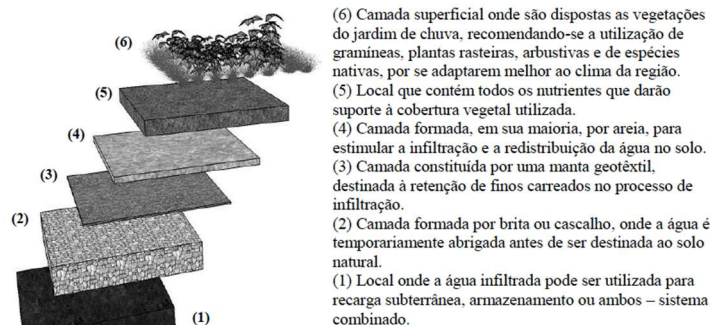 (6)
(5)
(4)
(3)
(2)
(1)
(6) Camada superficial onde são dispostas as vegetações
do jardim de chuva, recomendando-se a utilização de
gramíneas, plantas rasteiras, arbustivas e de espécies
nativas, por se adaptarem melhor ao clima da região.
(5) Local que contém todos os nutrientes que darão
suporte à cobertura vegetal utilizada.
(4) Camada formada, em sua maioria, por areia, para
estimular a infiltração e a redistribuição da água no solo.
(3) Camada constituída por uma manta geotêxtil,
destinada à retenção de finos carreados no processo de
infiltração.
(2) Camada formada por brita ou cascalho, onde a água é
temporariamente abrigada antes de ser destinada ao solo
natural.
(1) Local onde a água infiltrada pode ser utilizada para
recarga subterrânea, armazenamento ou ambos – sistema
combinado.